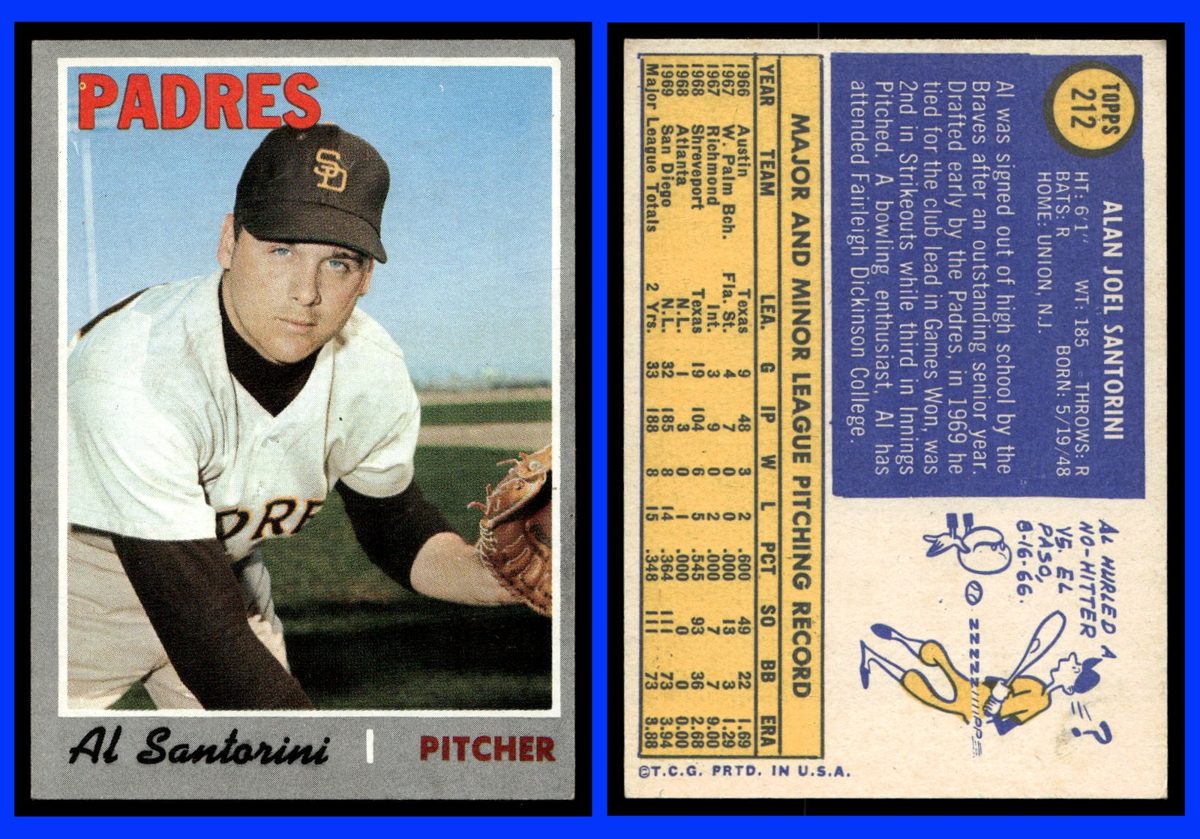 PADRES
SD
DRE
Al Santorini | PITCHER
TOPPS
212
ALAN JOEL SANTORINI
HT: 6'1" WT: 185 THROWS: R
BATS: R BORN: 5/19/48
HOME: UNION, N.J.
Al was signed out of high school by the
Braves after an outstanding senior year.
Drafted early by the Padres, in 1969 he
tied for the club lead in Games Won, was
2nd in Strikeouts while third in Innings
Pitched. A bowling enthusiast, Al has
attended Fairleigh Dickinson College.
AL HURLED A
NO-HITTER
VS. EL
PASO,
8-16-66.
?
ZZZZZIIIIPP
MAJOR AND MINOR LEAGUE PITCHING RECORD
YEAR TEAM LEA. G IP W L PCT SO BB ERA
1966 Austin Texas 9 48 3 2 .600 49 22 1.69
1967 W. Palm Bch. Fla. St. 4 7 0 0 .000 13 3 1.29
1967 Richmond Int. 3 9 0 2 .000 7 7 9.00
1968 Shreveport Texas 19 104 6 5 .545 93 36 2.68
1968 Atlanta N.L. 1 3 0 1 .000 0 0 0.00
1969 San Diego N.L. 32 185 8 14 .364 111 73 3.94
Major League Totals 2 Yrs. 33 188 8 15 .348 111 73 3.88
©T.C.G. PRTD. IN U.S.A.